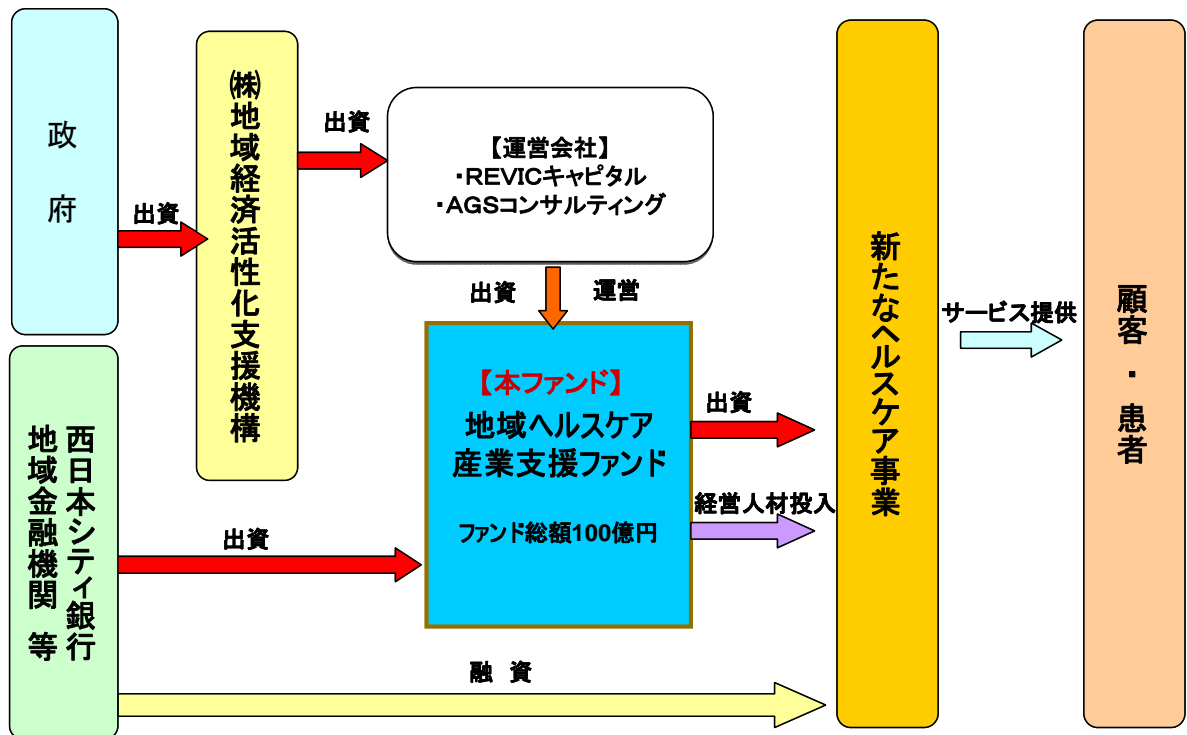 政
府
出資
㈱地域経済活性化支援機構
出資
【運営会社】
・REVICキャピタル
・AGSコンサルティング
出資
運営
【本ファンド】
地域ヘルスケア
産業支援ファンド
ファンド総額100億円
西日本シティ銀行
地域金融機関 等
出資
融 資
出資
経営人材投入
新たなヘルスケア事業
サービス提供
顧客・患者